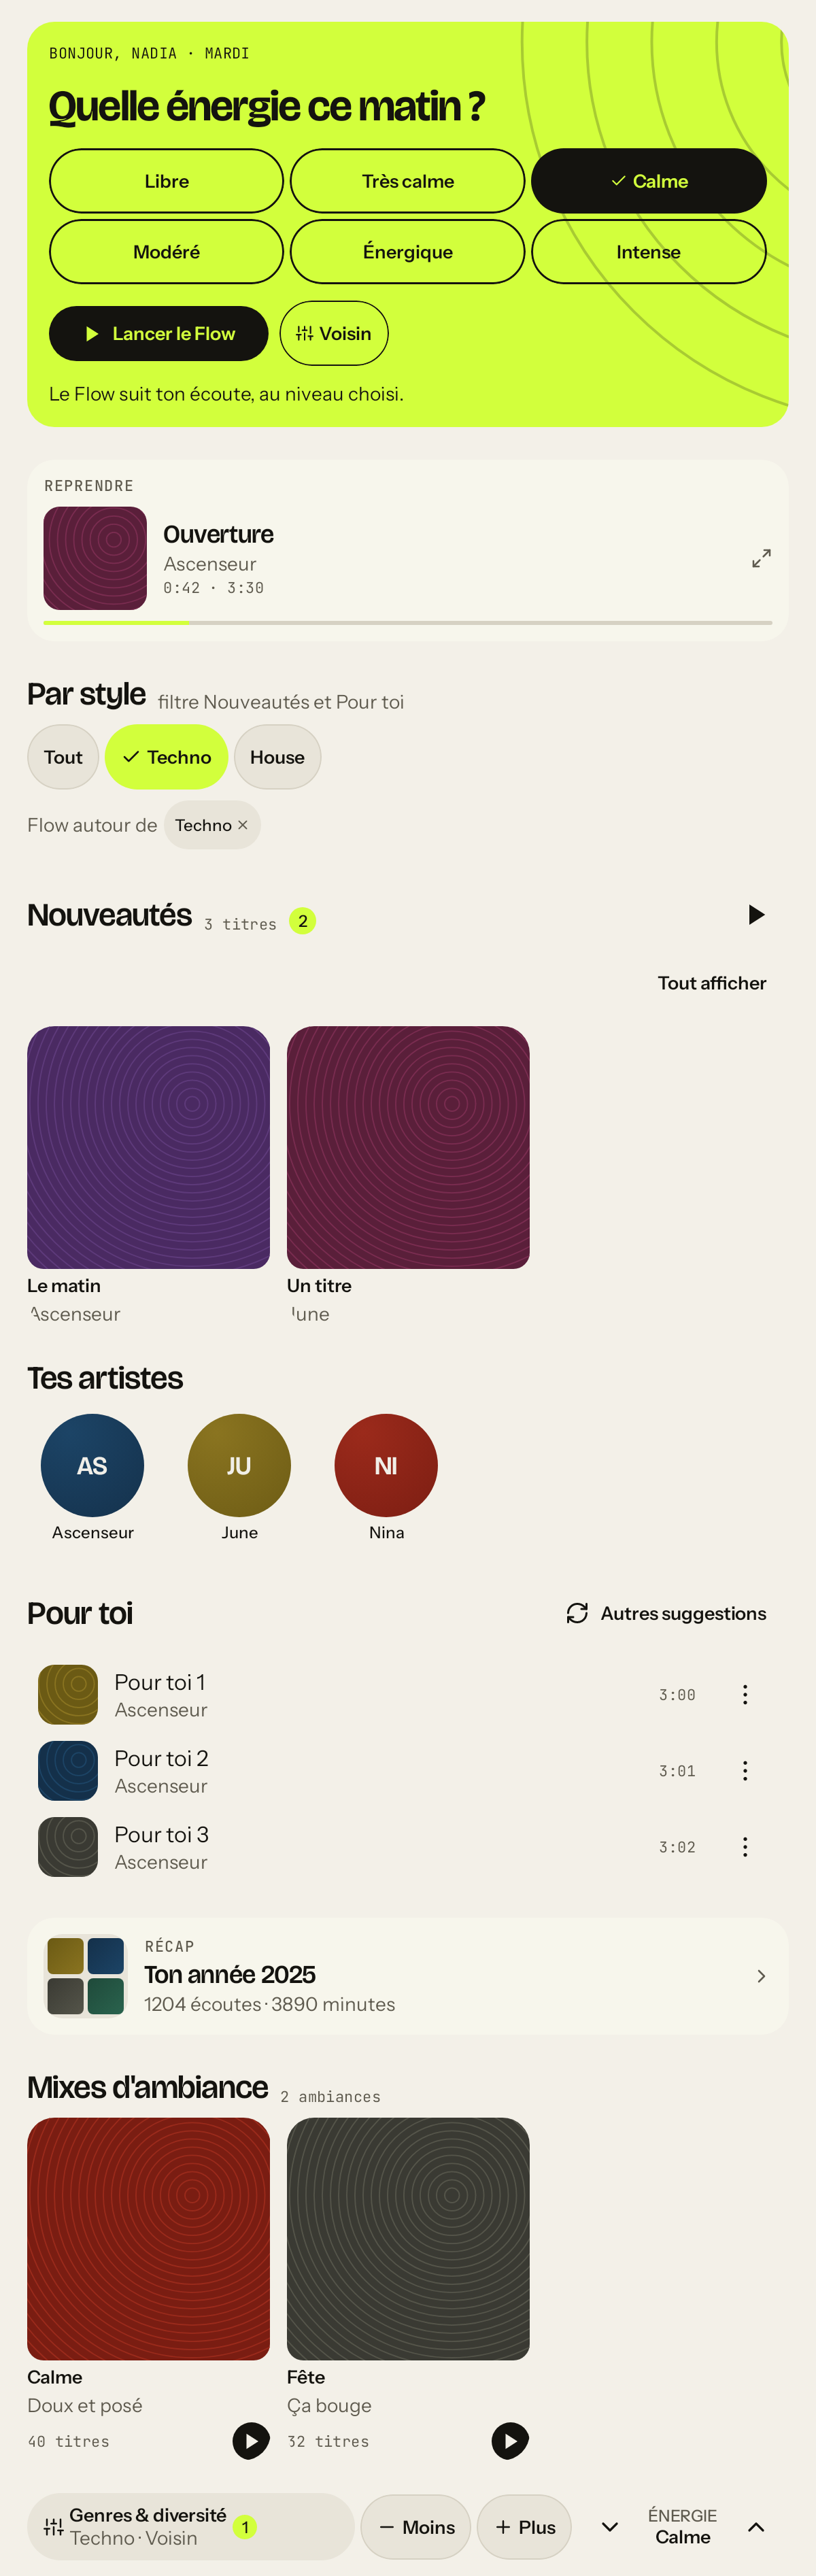 BONJOUR, NADIA · MARDI
Quelle énergie ce matin ?
Libre
Très calme
Calme
Modéré
Énergique
Intense
Lancer le Flow
Voisin
Le Flow suit ton écoute, au niveau choisi.
REPRENDRE
Ouverture
Ascenseur
0:42 · 3:30
Par style filtre Nouveautés et Pour toi
Tout
Techno
House
Flow autour de Techno ×
Nouveautés 3 titres 2
Tout afficher
Le matin
Ascenseur
Un titre
June
Tes artistes
AS
JU
NI
Ascenseur
June
Nina
Pour toi
Autres suggestions
Pour toi 1
Ascenseur
3:00
Pour toi 2
Ascenseur
3:01
Pour toi 3
Ascenseur
3:02
RÉCAP
Ton année 2025
1204 écoutes · 3890 minutes
Mixes d'ambiance 2 ambiances
Calme
Doux et posé
40 titres
Fête
Ça bouge
32 titres
Genres & diversité
Techno · Voisin
1
− Moins
+ Plus
ÉNERGIE
Calme